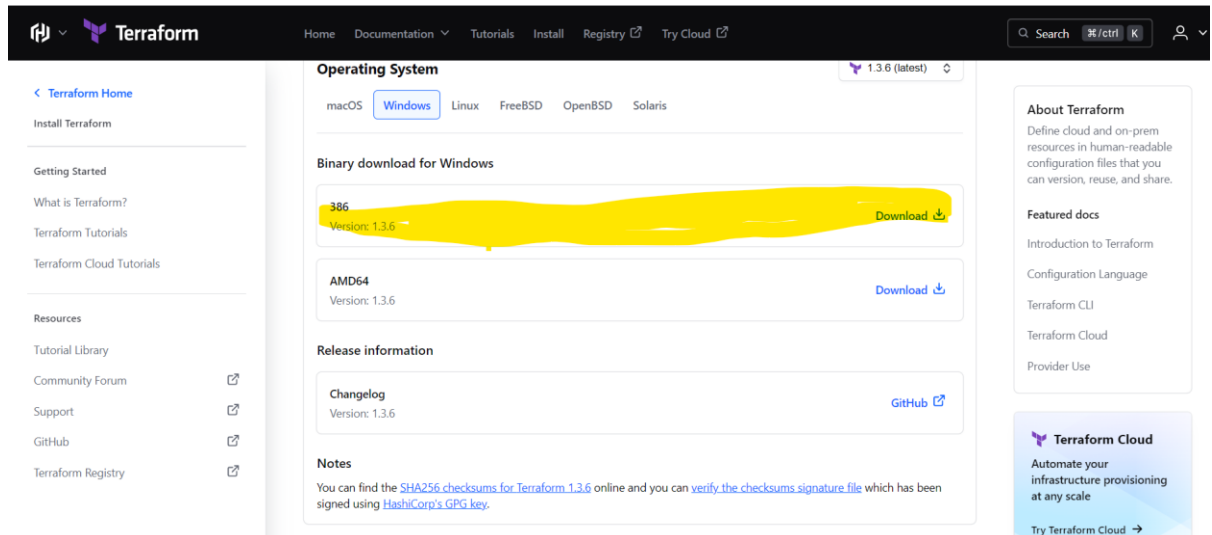 Terraform
Home Documentation Tutorials Install Registry Try Cloud
Search ⌘/ctrl K
Terraform Home
Install Terraform
Getting Started
What is Terraform?
Terraform Tutorials
Terraform Cloud Tutorials
Resources
Tutorial Library
Community Forum
Support
GitHub
Terraform Registry
Operating System
1.3.6 (latest)
macOS Windows Linux FreeBSD OpenBSD Solaris
Binary download for Windows
386
Version: 1.3.6
Download
AMD64
Version: 1.3.6
Download
Release information
Changelog
Version: 1.3.6
GitHub
Notes
You can find the SHA256 checksums for Terraform 1.3.6 online and you can verify the checksums signature file which has been
signed using HashiCorp's GPG key.
About Terraform
Define cloud and on-prem
resources in human-readable
configuration files that you
can version, reuse, and share.
Featured docs
Introduction to Terraform
Configuration Language
Terraform CLI
Terraform Cloud
Provider Use
Terraform Cloud
Automate your
infrastructure provisioning
at any scale
Try Terraform Cloud →